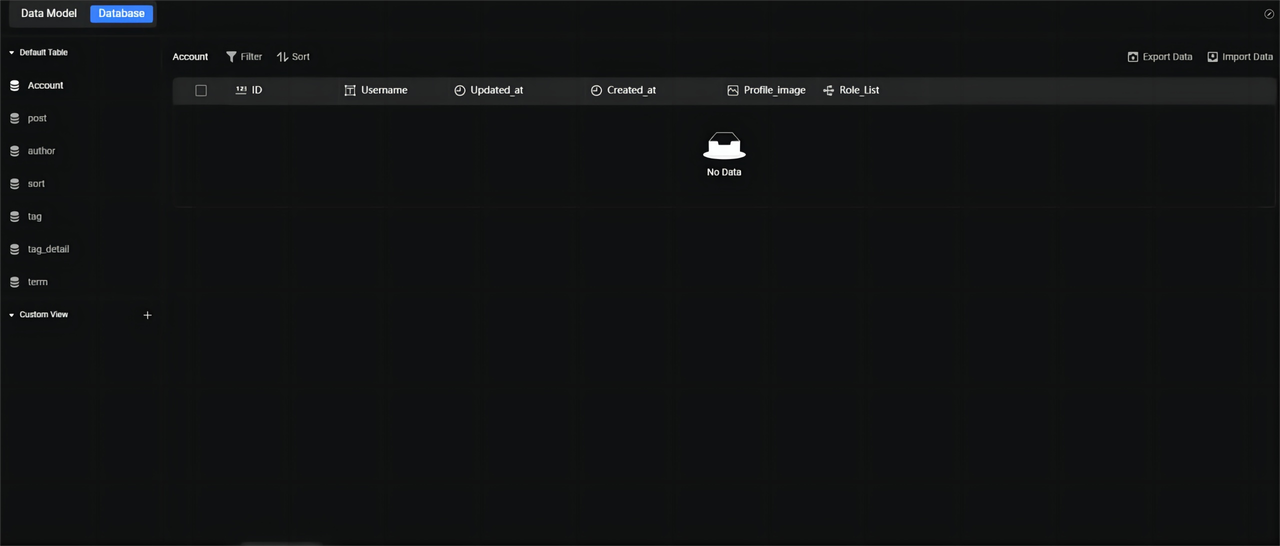 Data Model Database
Default Table
Account
post
author
sort
tag
tag_detail
term
Custom View
Account Filter Sort Export Data Import Data
ID Username Updated_at Created_at Profile_image Role_List
No Data